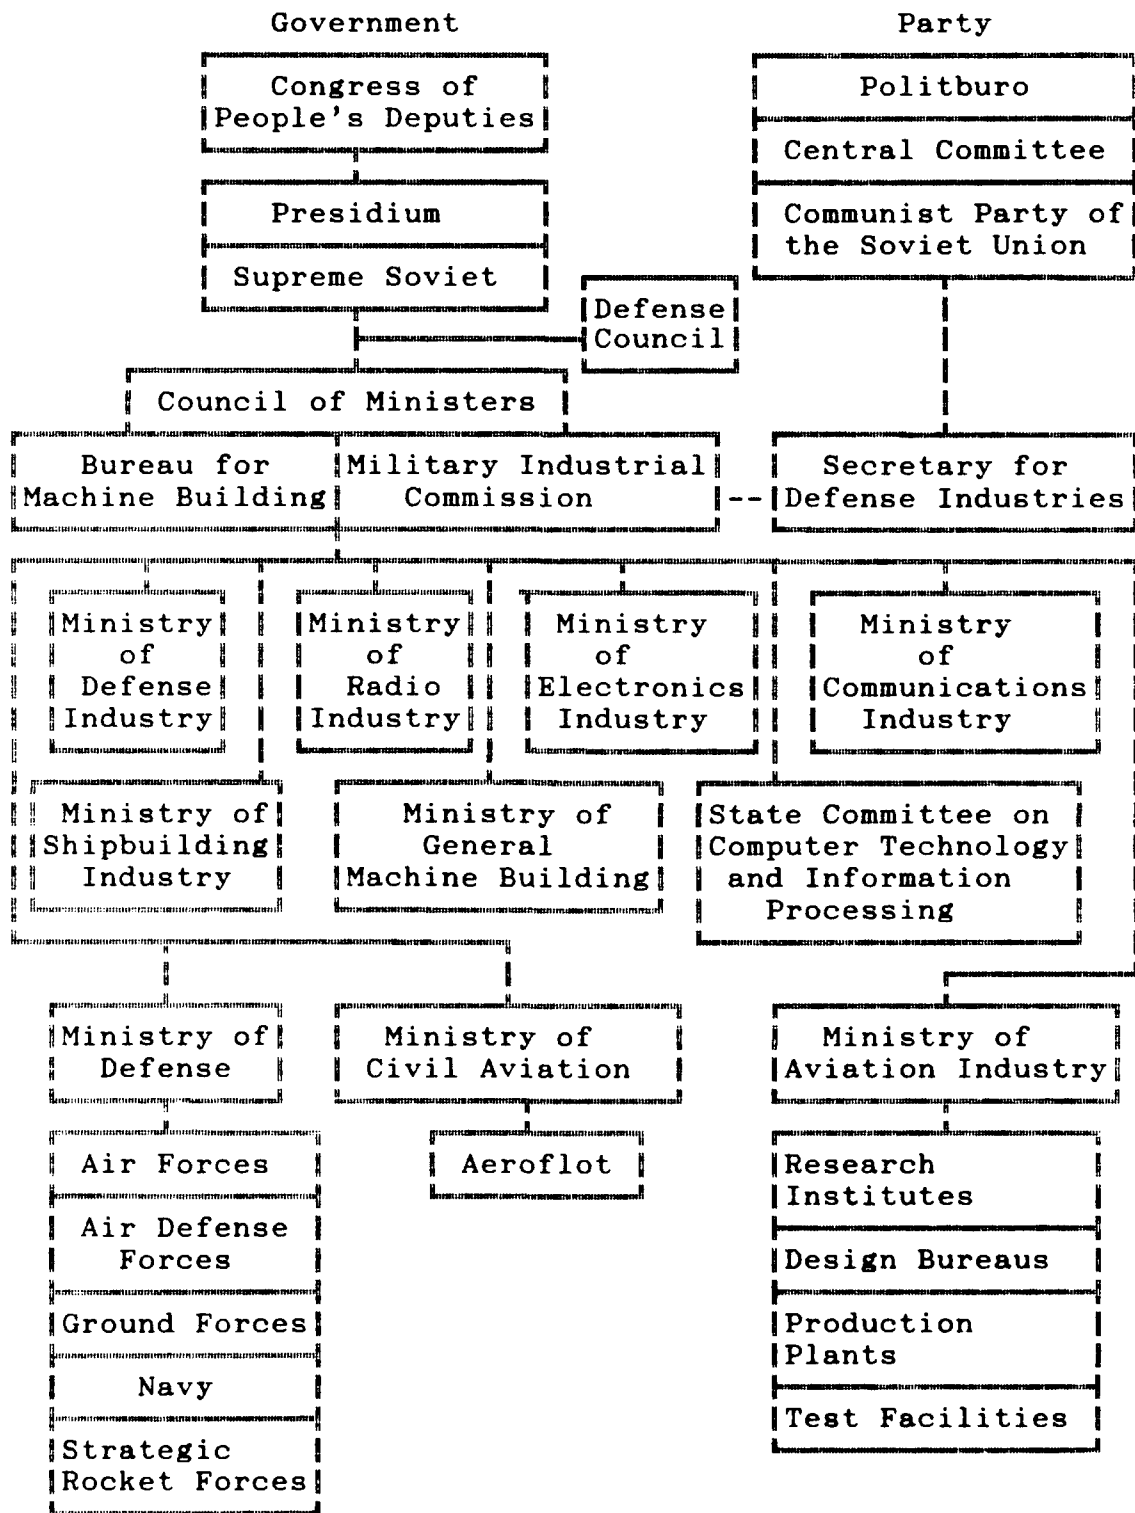 Government
Party
Congress of
People's Deputies
Politburo
Central Committee
Presidium
Communist Party of
the Soviet Union
Supreme Soviet
Defense
Council
Council of Ministers
Bureau for
Machine Building
Military Industrial
Commission
--
Secretary for
Defense Industries
Ministry
of
Defense
Industry
Ministry
of
Radio
Industry
Ministry
of
Electronics
Industry
Ministry
of
Communications
Industry
Ministry of
Shipbuilding
Industry
Ministry of
General
Machine Building
State Committee on
Computer Technology
and Information
Processing
Ministry of
Defense
Ministry of
Civil Aviation
Ministry of
Aviation Industry
Air Forces
Air Defense
Forces
Ground Forces
Navy
Strategic
Rocket Forces
Aeroflot
Research
Institutes
Design Bureaus
Production
Plants
Test Facilities